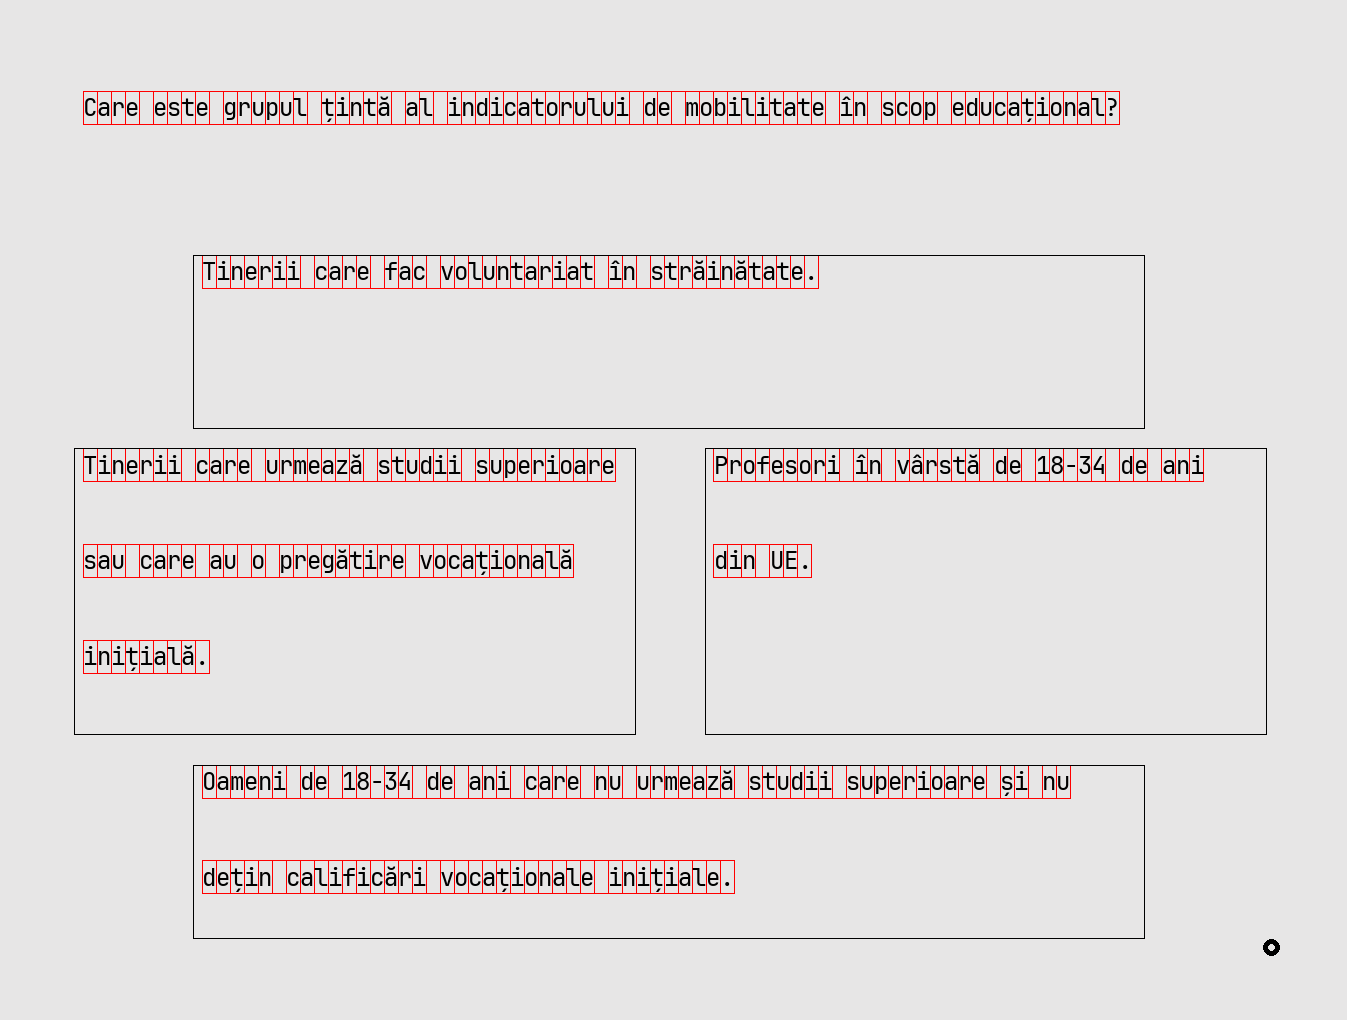 Care este grupul țintă al indicatorului de mobilitate în scop educațional?
Tinerii care fac voluntariat în străinătate.
Tinerii care urmează studii superioare
sau care au o pregătire vocațională
inițială.
Profesori în vârstă de 18-34 de ani
din UE.
Oameni de 18-34 de ani care nu urmează studii superioare și nu
dețin calificări vocaționale inițiale.